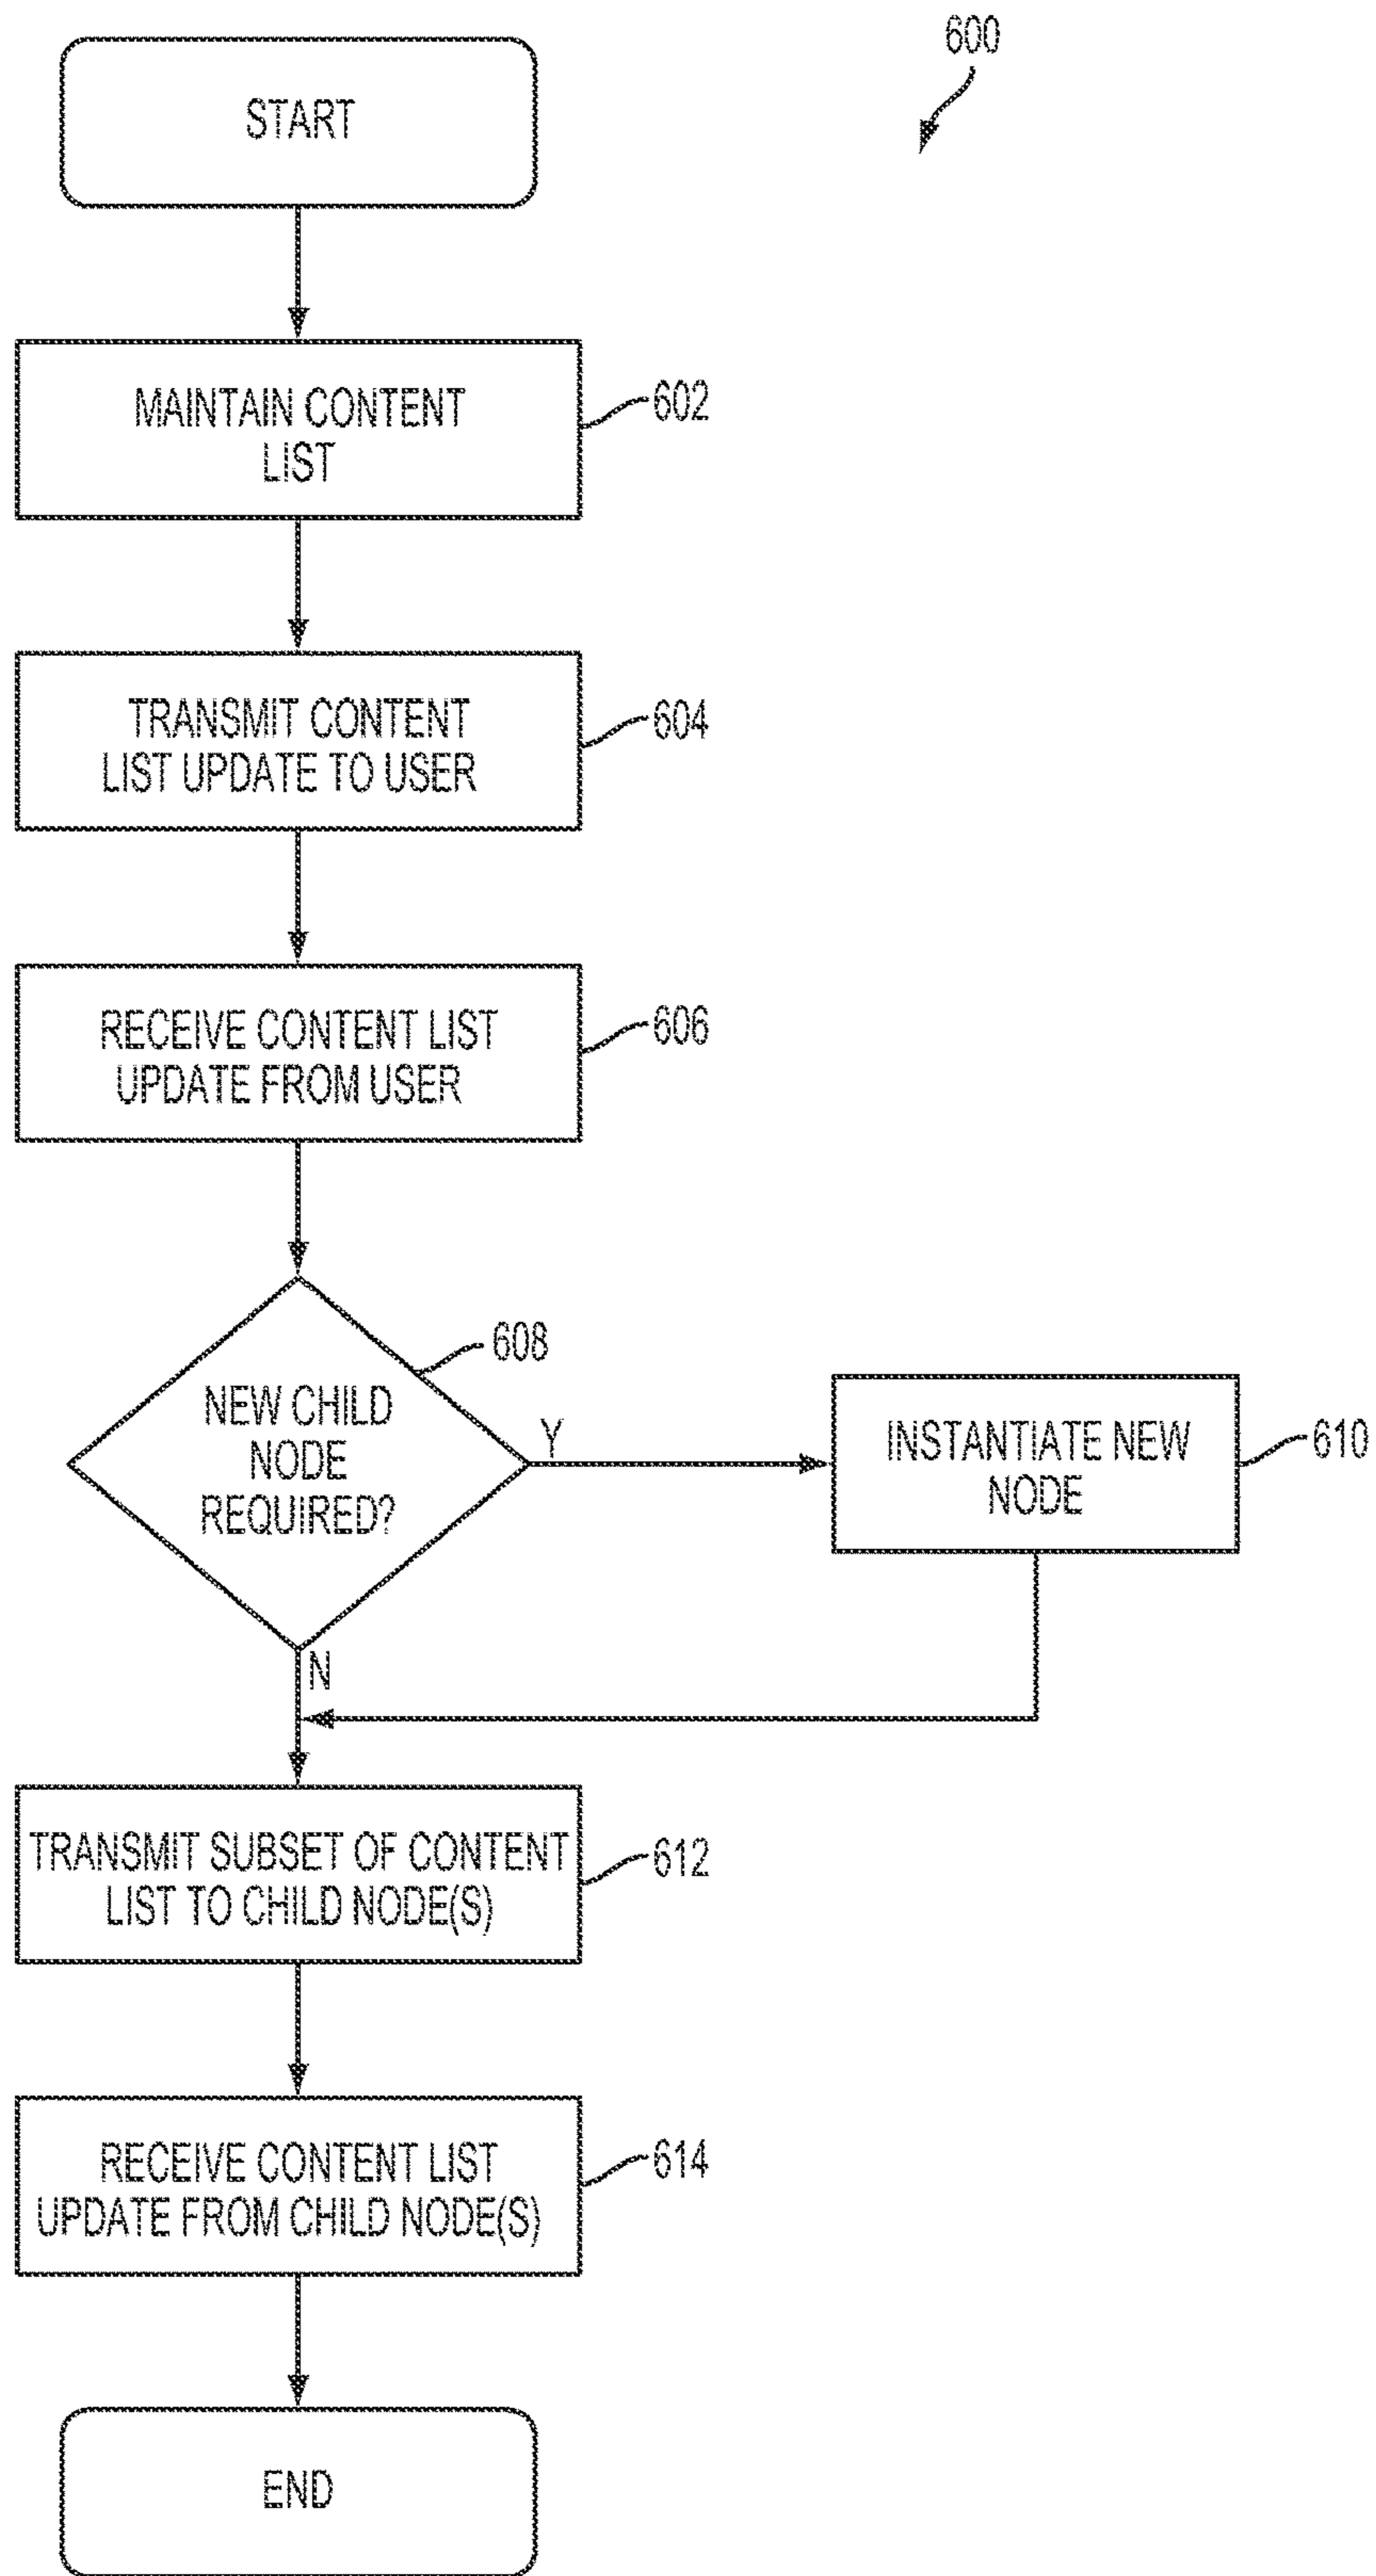 600
START
MAINTAIN CONTENT
LIST
602
TRANSMIT CONTENT
LIST UPDATE TO USER
604
RECEIVE CONTENT LIST
UPDATE FROM USER
606
608
NEW CHILD
NODE
REQUIRED?
Y
INSTANTIATE NEW
NODE
610
N
TRANSMIT SUBSET OF CONTENT
LIST TO CHILD NODE(S)
612
RECEIVE CONTENT LIST
UPDATE FROM CHILD NODE(S)
614
END